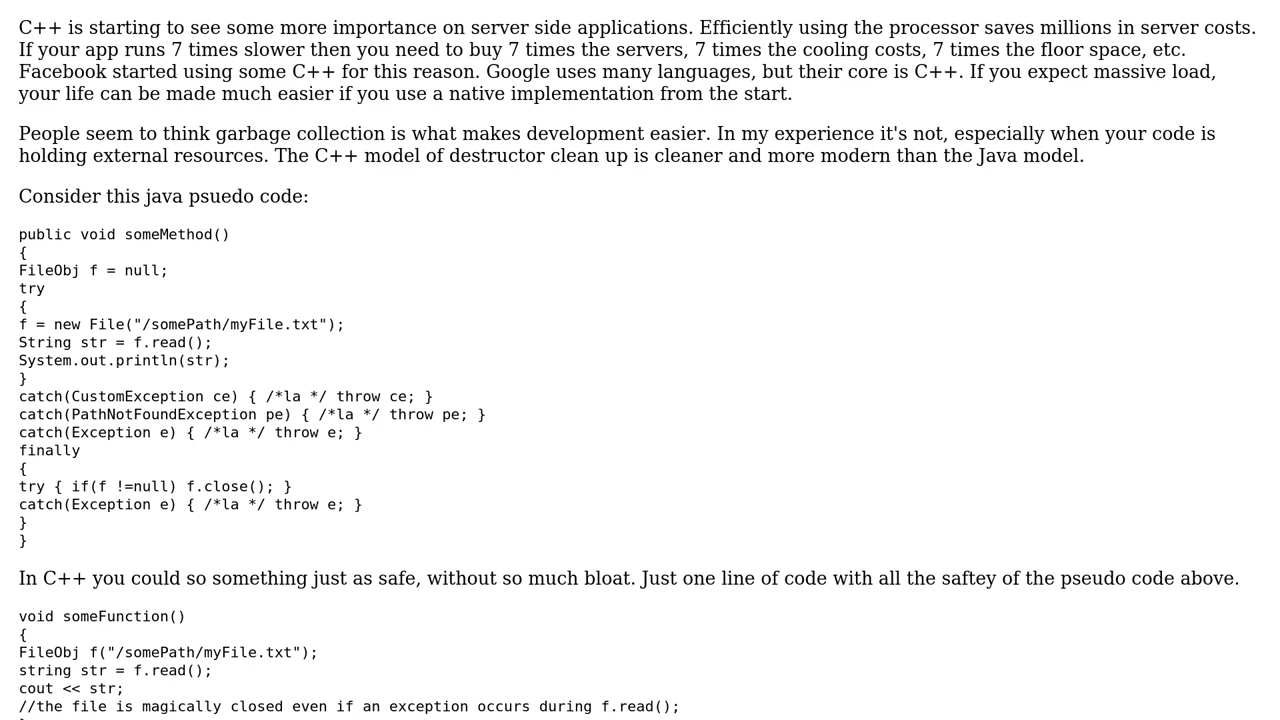 C++ is starting to see some more importance on server side applications. Efficiently using the processor saves millions in server costs.
If your app runs 7 times slower then you need to buy 7 times the servers, 7 times the cooling costs, 7 times the floor space, etc.
Facebook started using some C++ for this reason. Google uses many languages, but their core is C++. If you expect massive load,
your life can be made much easier if you use a native implementation from the start.
People seem to think garbage collection is what makes development easier. In my experience it's not, especially when your code is
holding external resources. The C++ model of destructor clean up is cleaner and more modern than the Java model.
Consider this java psuedo code:
public void someMethod()
{
FileObj f = null;
try
{
f = new File("/somePath/myFile.txt");
String str = f.read();
System.out.println(str);
}
catch(CustomException ce) { /*la */ throw ce; }
catch(PathNotFoundException pe) { /*la */ throw pe; }
catch(Exception e) { /*la */ throw e; }
finally
{
try { if(f !=null) f.close(); }
catch(Exception e) { /*la */ throw e; }
}
}
In C++ you could so something just as safe, without so much bloat. Just one line of code with all the saftey of the pseudo code above.
void someFunction()
{
FileObj f("/somePath/myFile.txt");
string str = f.read();
cout << str;
//the file is magically closed even if an exception occurs during f.read();